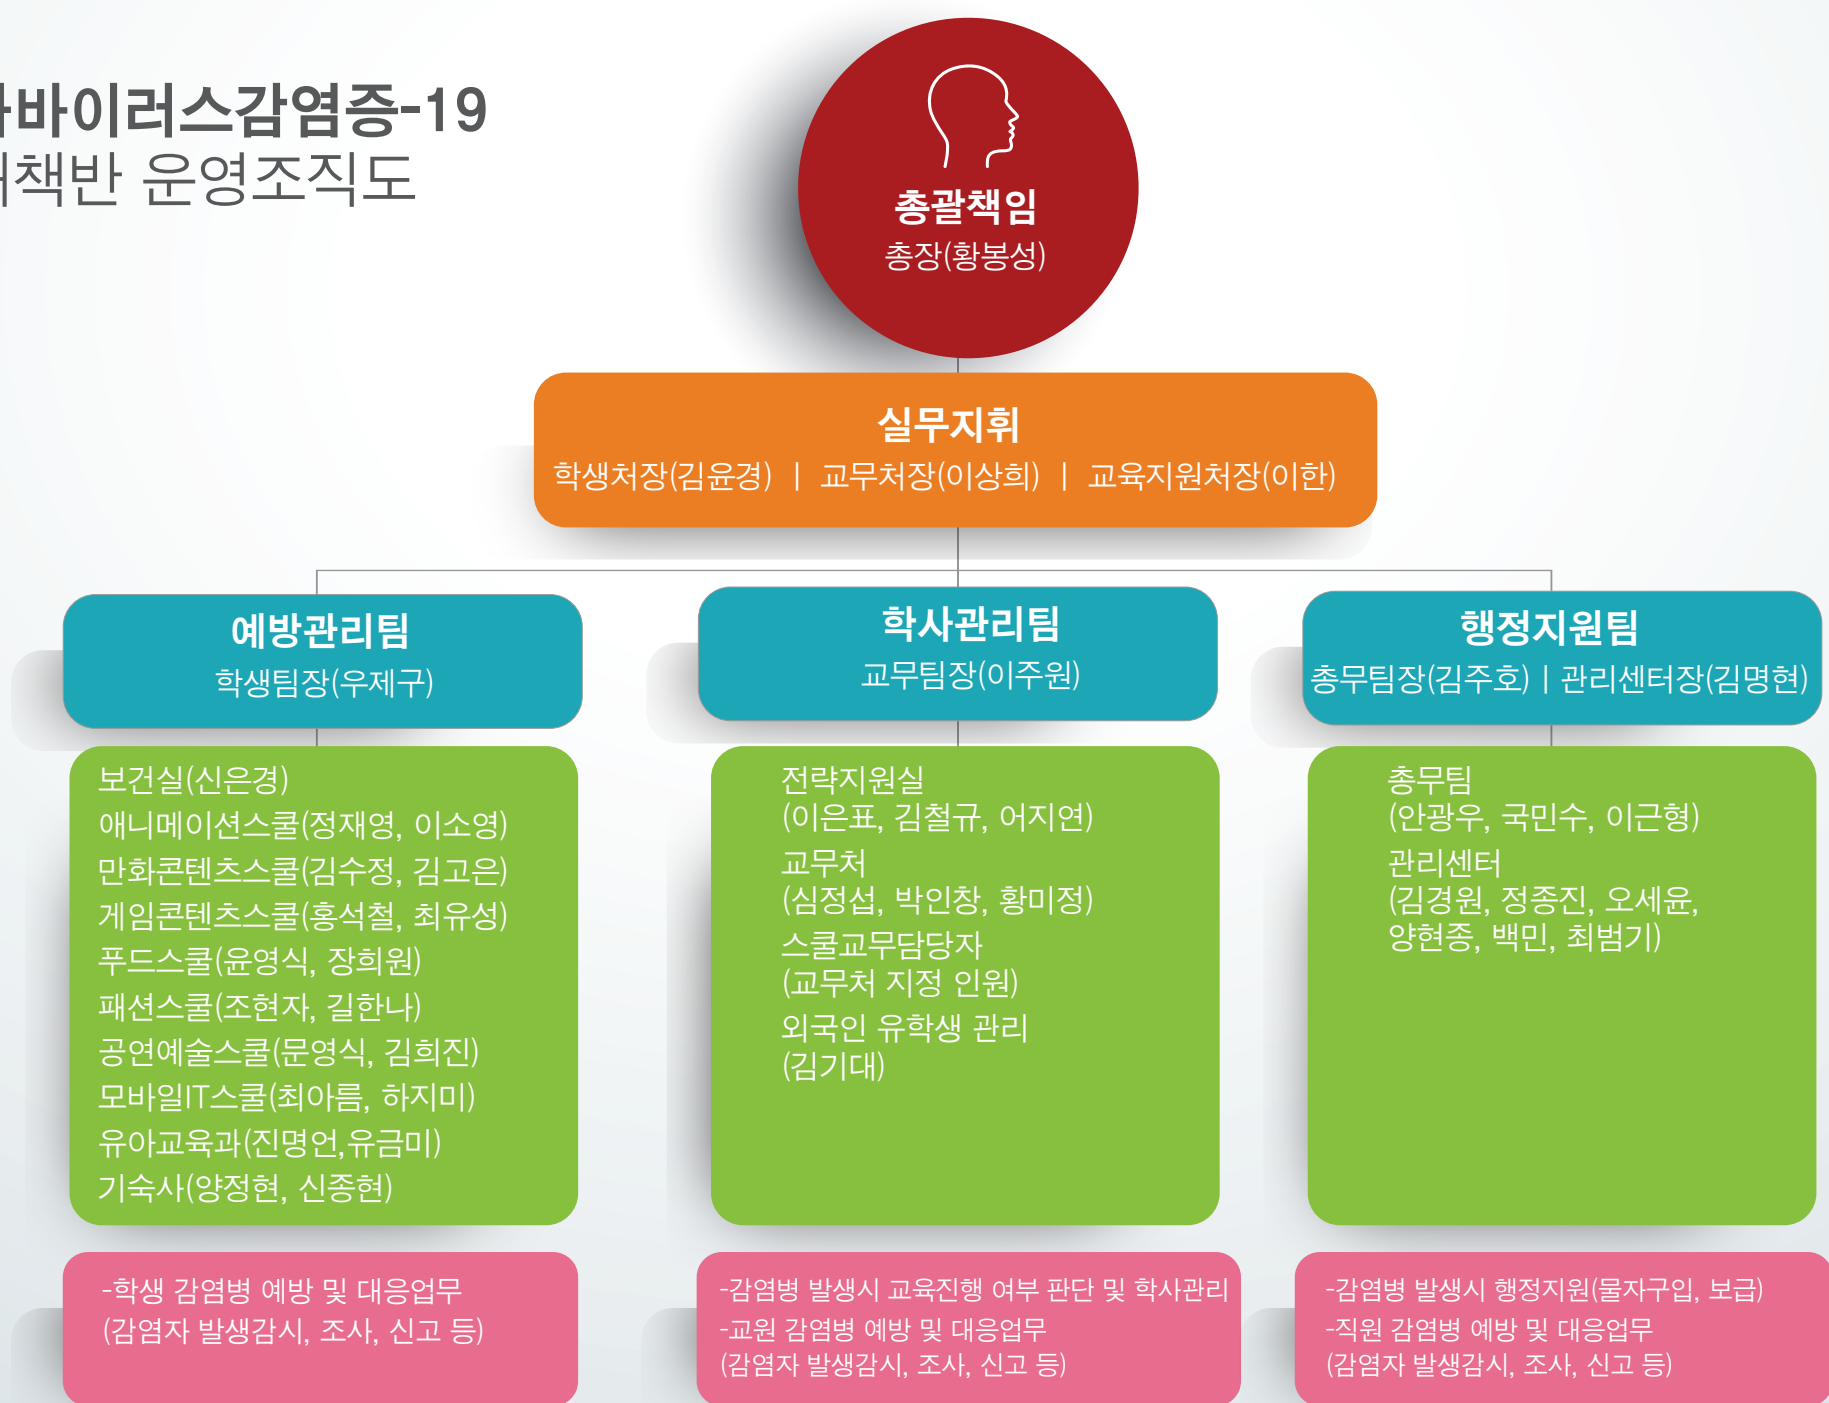 바이러스감염증-19
책반 운영조직도
총괄책임
총장(황봉성)
실무지휘
학생처장(김윤경) | 교무처장(이상희) | 교육지원처장(이한)
예방관리팀
학생팀장(우제구)
학사관리팀
교무팀장(이주원)
행정지원팀
총무팀장(김주호) | 관리센터장(김명현)
보건실(신은경)
애니메이션스쿨(정재영, 이소영)
만화콘텐츠스쿨(김수정, 김고은)
게임콘텐츠스쿨(홍석철, 최유성)
푸드스쿨(윤영식, 장희원)
패션스쿨(조현자, 길한나)
공연예술스쿨(문영식, 김희진)
모바일IT스쿨(최아름, 하지미)
유아교육과(진명언,유금미)
기숙사(양정현, 신종현)
전략지원실
(이은표, 김철규, 어지연)
교무처
(심정섭, 박인창, 황미정)
스쿨교무담당자
(교무처 지정 인원)
외국인 유학생 관리
(김기대)
총무팀
(안광우, 국민수, 이근형)
관리센터
(김경원, 정종진, 오세윤,
양현종, 백민, 최범기)
-학생 감염병 예방 및 대응업무
(감염자 발생감시, 조사, 신고 등)
-감염병 발생시 교육진행 여부 판단 및 학사관리
-교원 감염병 예방 및 대응업무
(감염자 발생감시, 조사, 신고 등)
-감염병 발생시 행정지원(물자구입, 보급)
-직원 감염병 예방 및 대응업무
(감염자 발생감시, 조사, 신고 등)